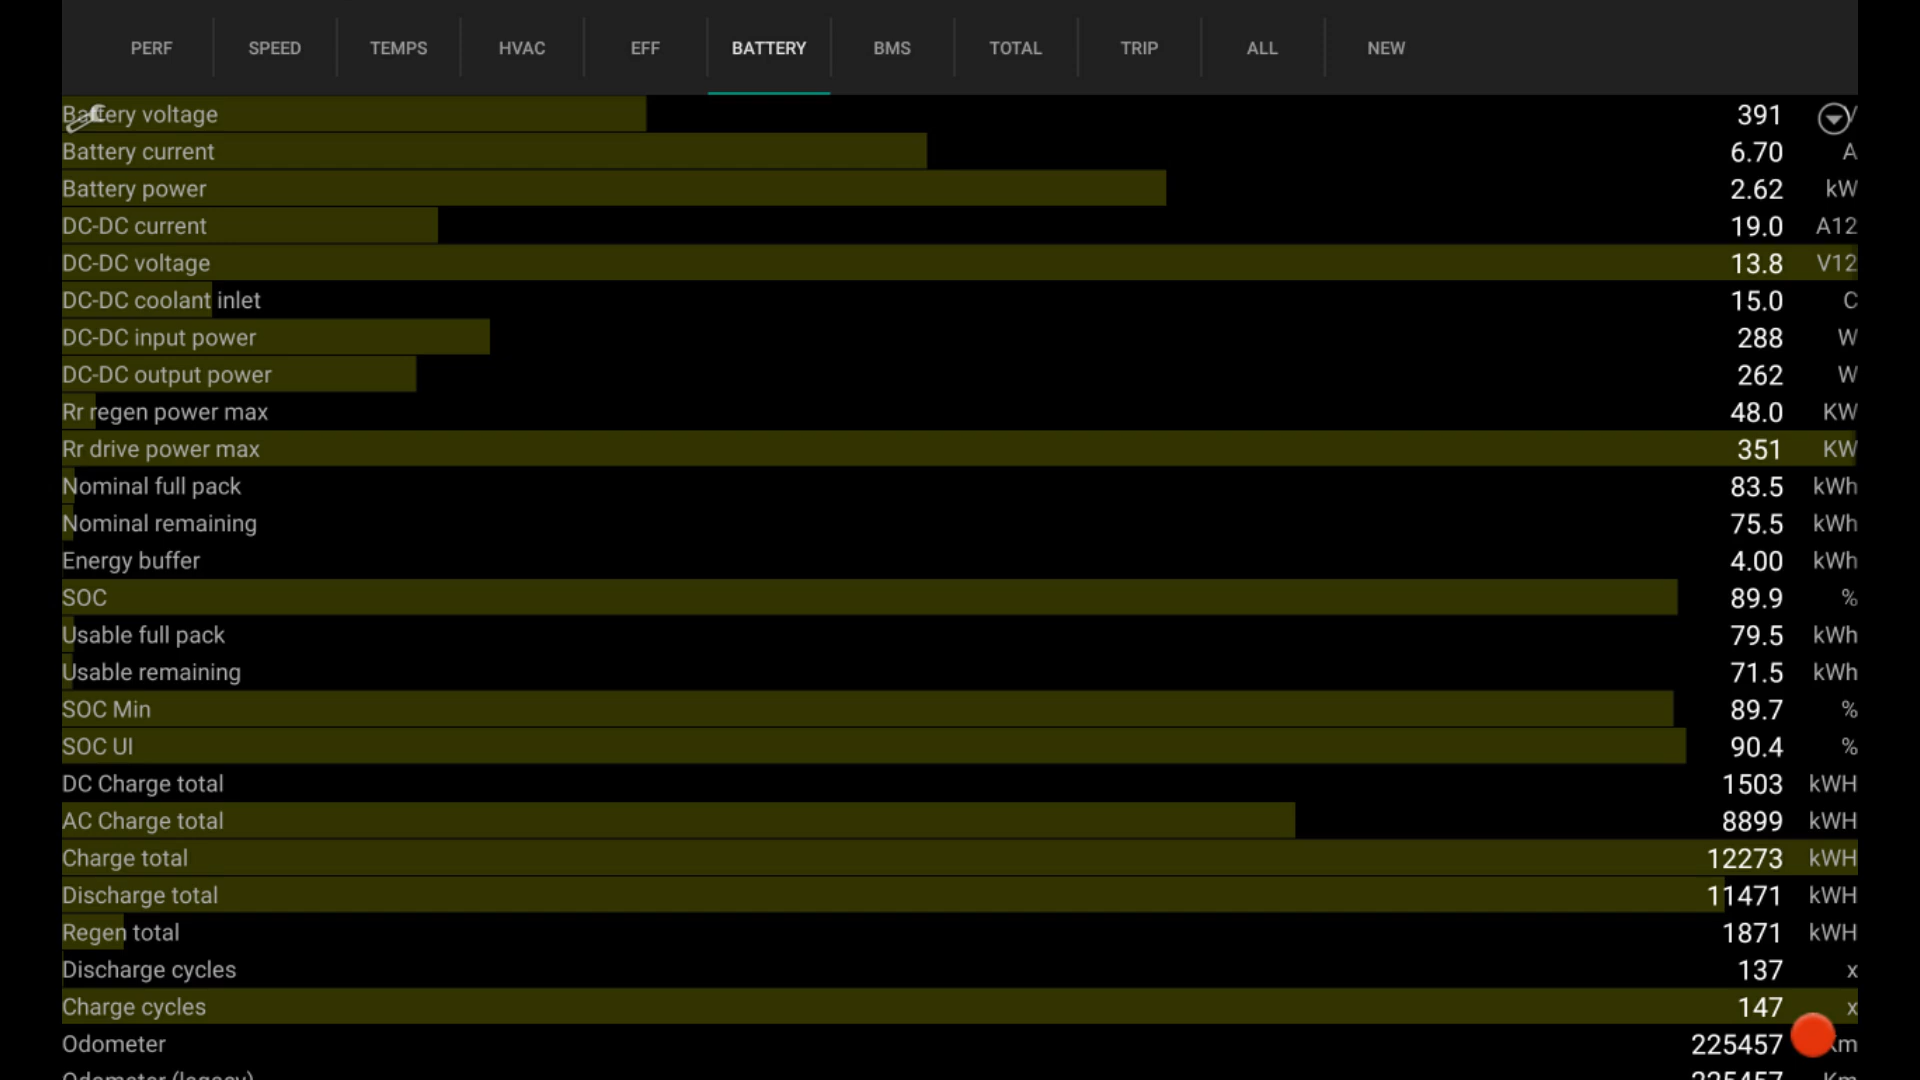 PERF SPEED TEMPS HVAC EFF BATTERY BMS TOTAL TRIP ALL NEW
Battery voltage 391
Battery current 6.70 A
Battery power 2.62 kW
DC-DC current 19.0 A12
DC-DC voltage 13.8 V12
DC-DC coolant inlet 15.0 C
DC-DC input power 288 W
DC-DC output power 262 W
Rr regen power max 48.0 KW
Rr drive power max 351 KW
Nominal full pack 83.5 kWh
Nominal remaining 75.5 kWh
Energy buffer 4.00 kWh
SOC 89.9 %
Usable full pack 79.5 kWh
Usable remaining 71.5 kWh
SOC Min 89.7 %
SOC UI 90.4 %
DC Charge total 1503 kWH
AC Charge total 8899 kWH
Charge total 12273 kWH
Discharge total 11471 kWH
Regen total 1871 kWH
Discharge cycles 137 x
Charge cycles 147 x
Odometer 225457 Km
Odometer (legacy) 225457 Km